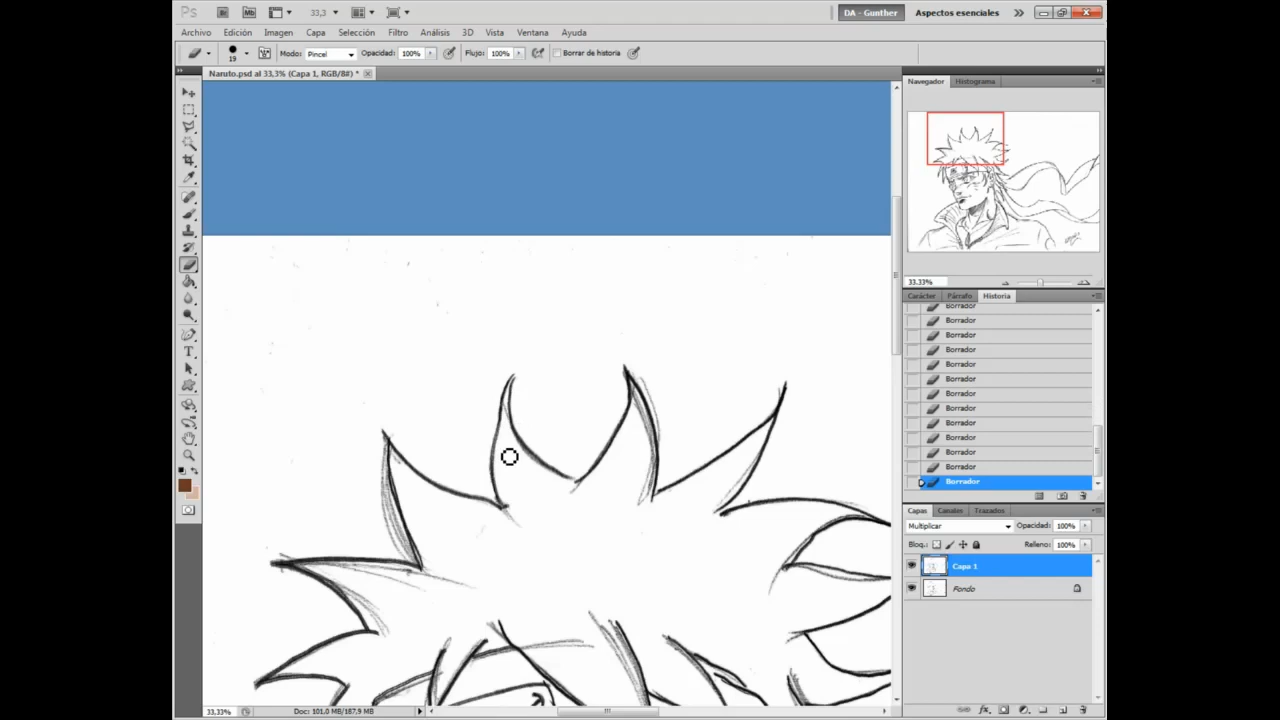 Ps Br Mb 33,3 DA - Gunther Aspectos esenciales
Archivo Edición Imagen Capa Selección Filtro Análisis 3D Vista Ventana Ayuda
19 Modo: Pincel Opacidad: 100% Flujo: 100% Borrar de historia
Naruto.psd al 33,3% (Capa 1, RGB/8#) *
Navegador Histograma
33.33%
Carácter Párrafo Historia
Borrador
Borrador
Borrador
Borrador
Borrador
Borrador
Borrador
Borrador
Borrador
Borrador
Borrador
Borrador
Borrador
Capas Canales Trazados
Multiplicar Opacidad: 100%
Bloq.: Relleno: 100%
Capa 1
Fondo
33,33% Doc: 101.0 MB/187,9 MB